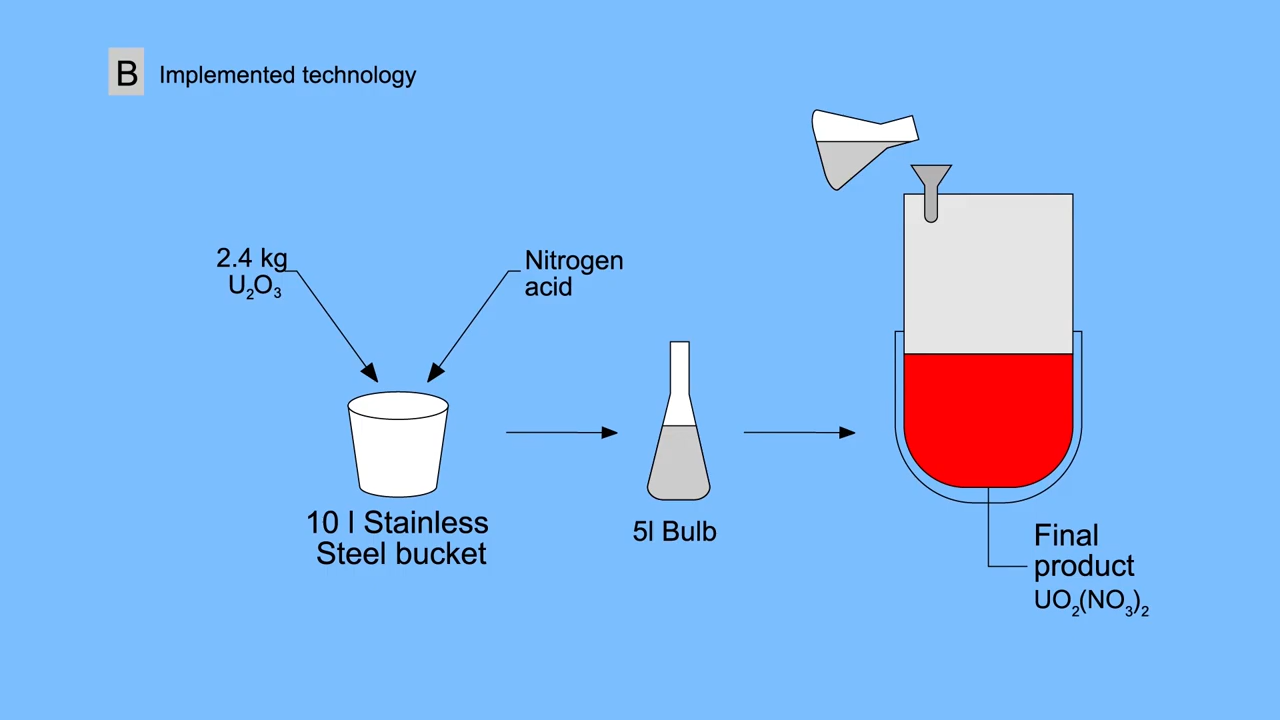 B Implemented technology
2.4 kg
U₂O₃
Nitrogen
acid
10 l Stainless
Steel bucket
5l Bulb
Final
product
UO₂(NO₃)₂